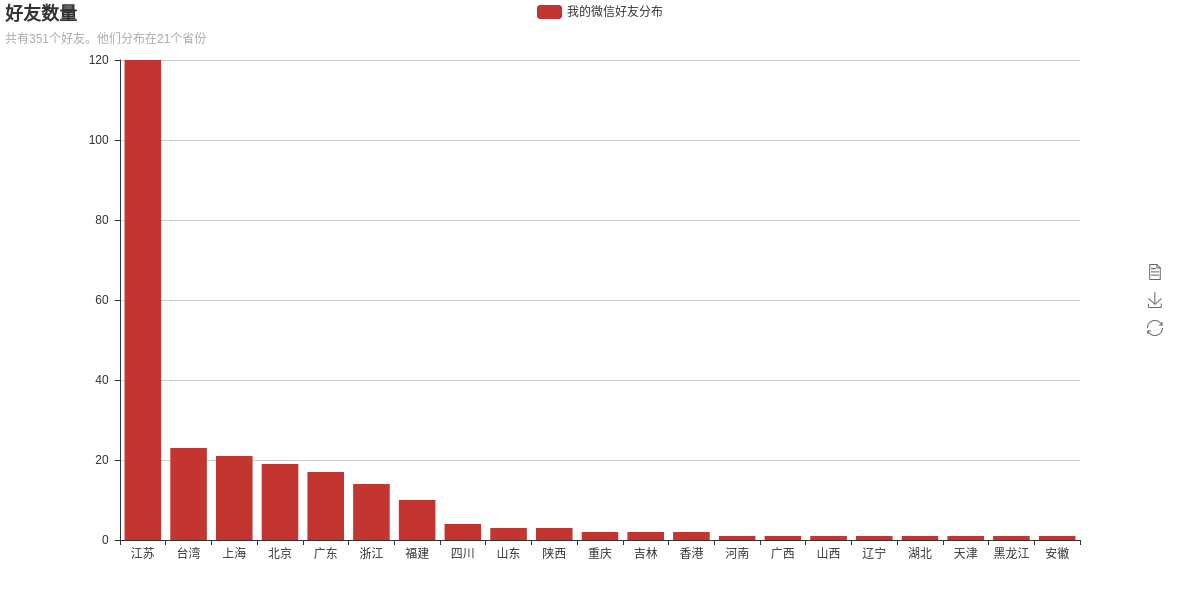 好友数量
我的微信好友分布
共有351个好友。他们分布在21个省份
120
100
80
60
40
20
0
江苏 台湾 上海 北京 广东 浙江 福建 四川 山东 陕西 重庆 吉林 香港 河南 广西 山西 辽宁 湖北 天津 黑龙江 安徽